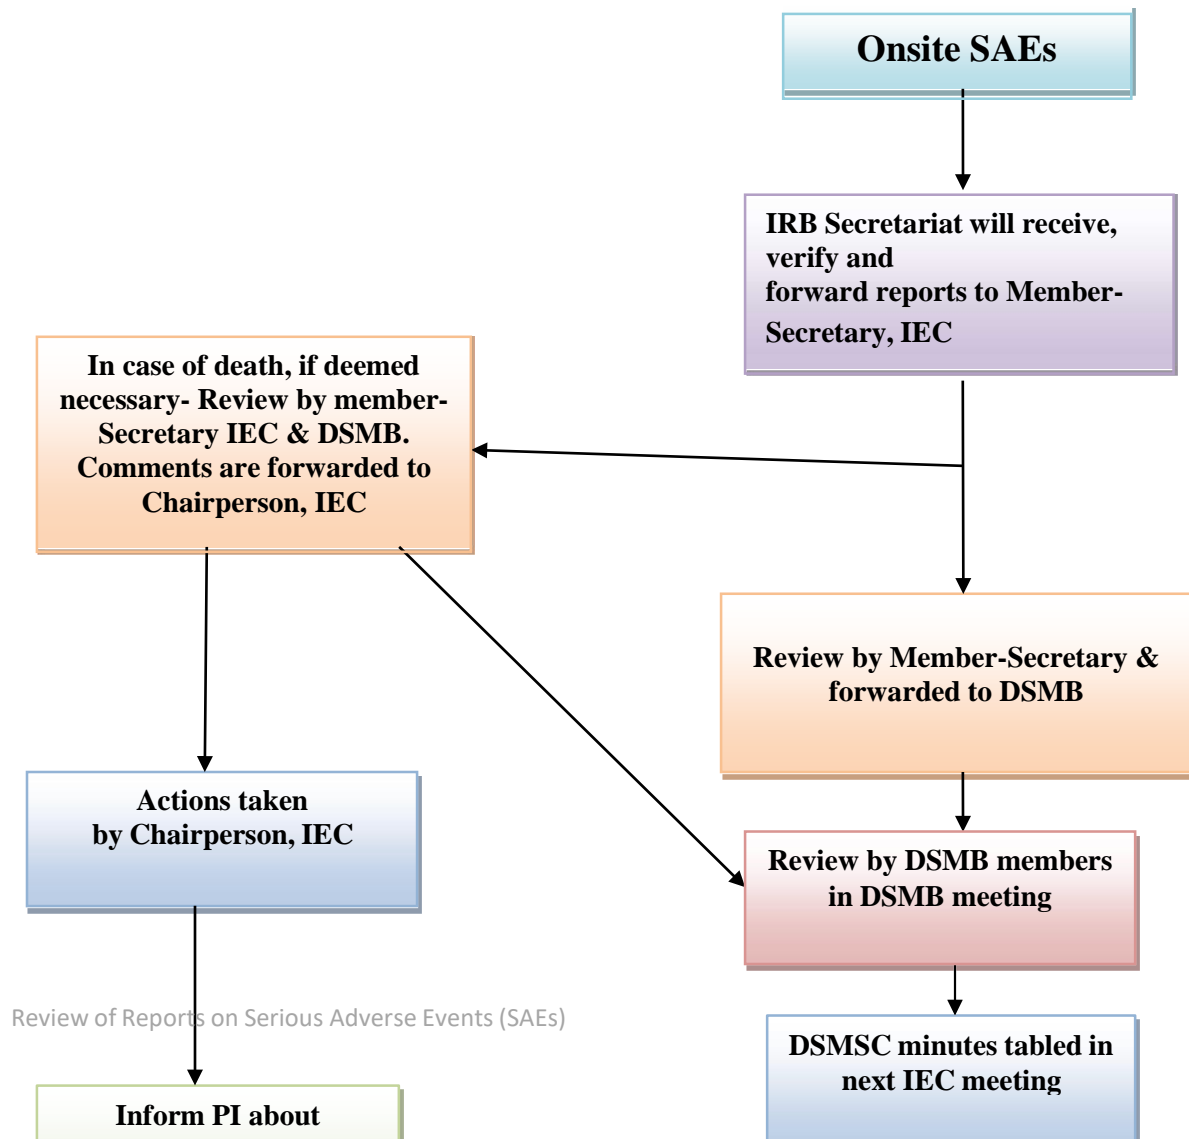 Onsite SAEs
IRB Secretariat will receive,
verify and
forward reports to Member-
Secretary, IEC
In case of death, if deemed
necessary- Review by member-
Secretary IEC & DSMB.
Comments are forwarded to
Chairperson, IEC
Review by Member-Secretary &
forwarded to DSMB
Actions taken
by Chairperson, IEC
Review by DSMB members
in DSMB meeting
Review of Reports on Serious Adverse Events (SAEs)
DSMSC minutes tabled in
next IEC meeting
Inform PI about